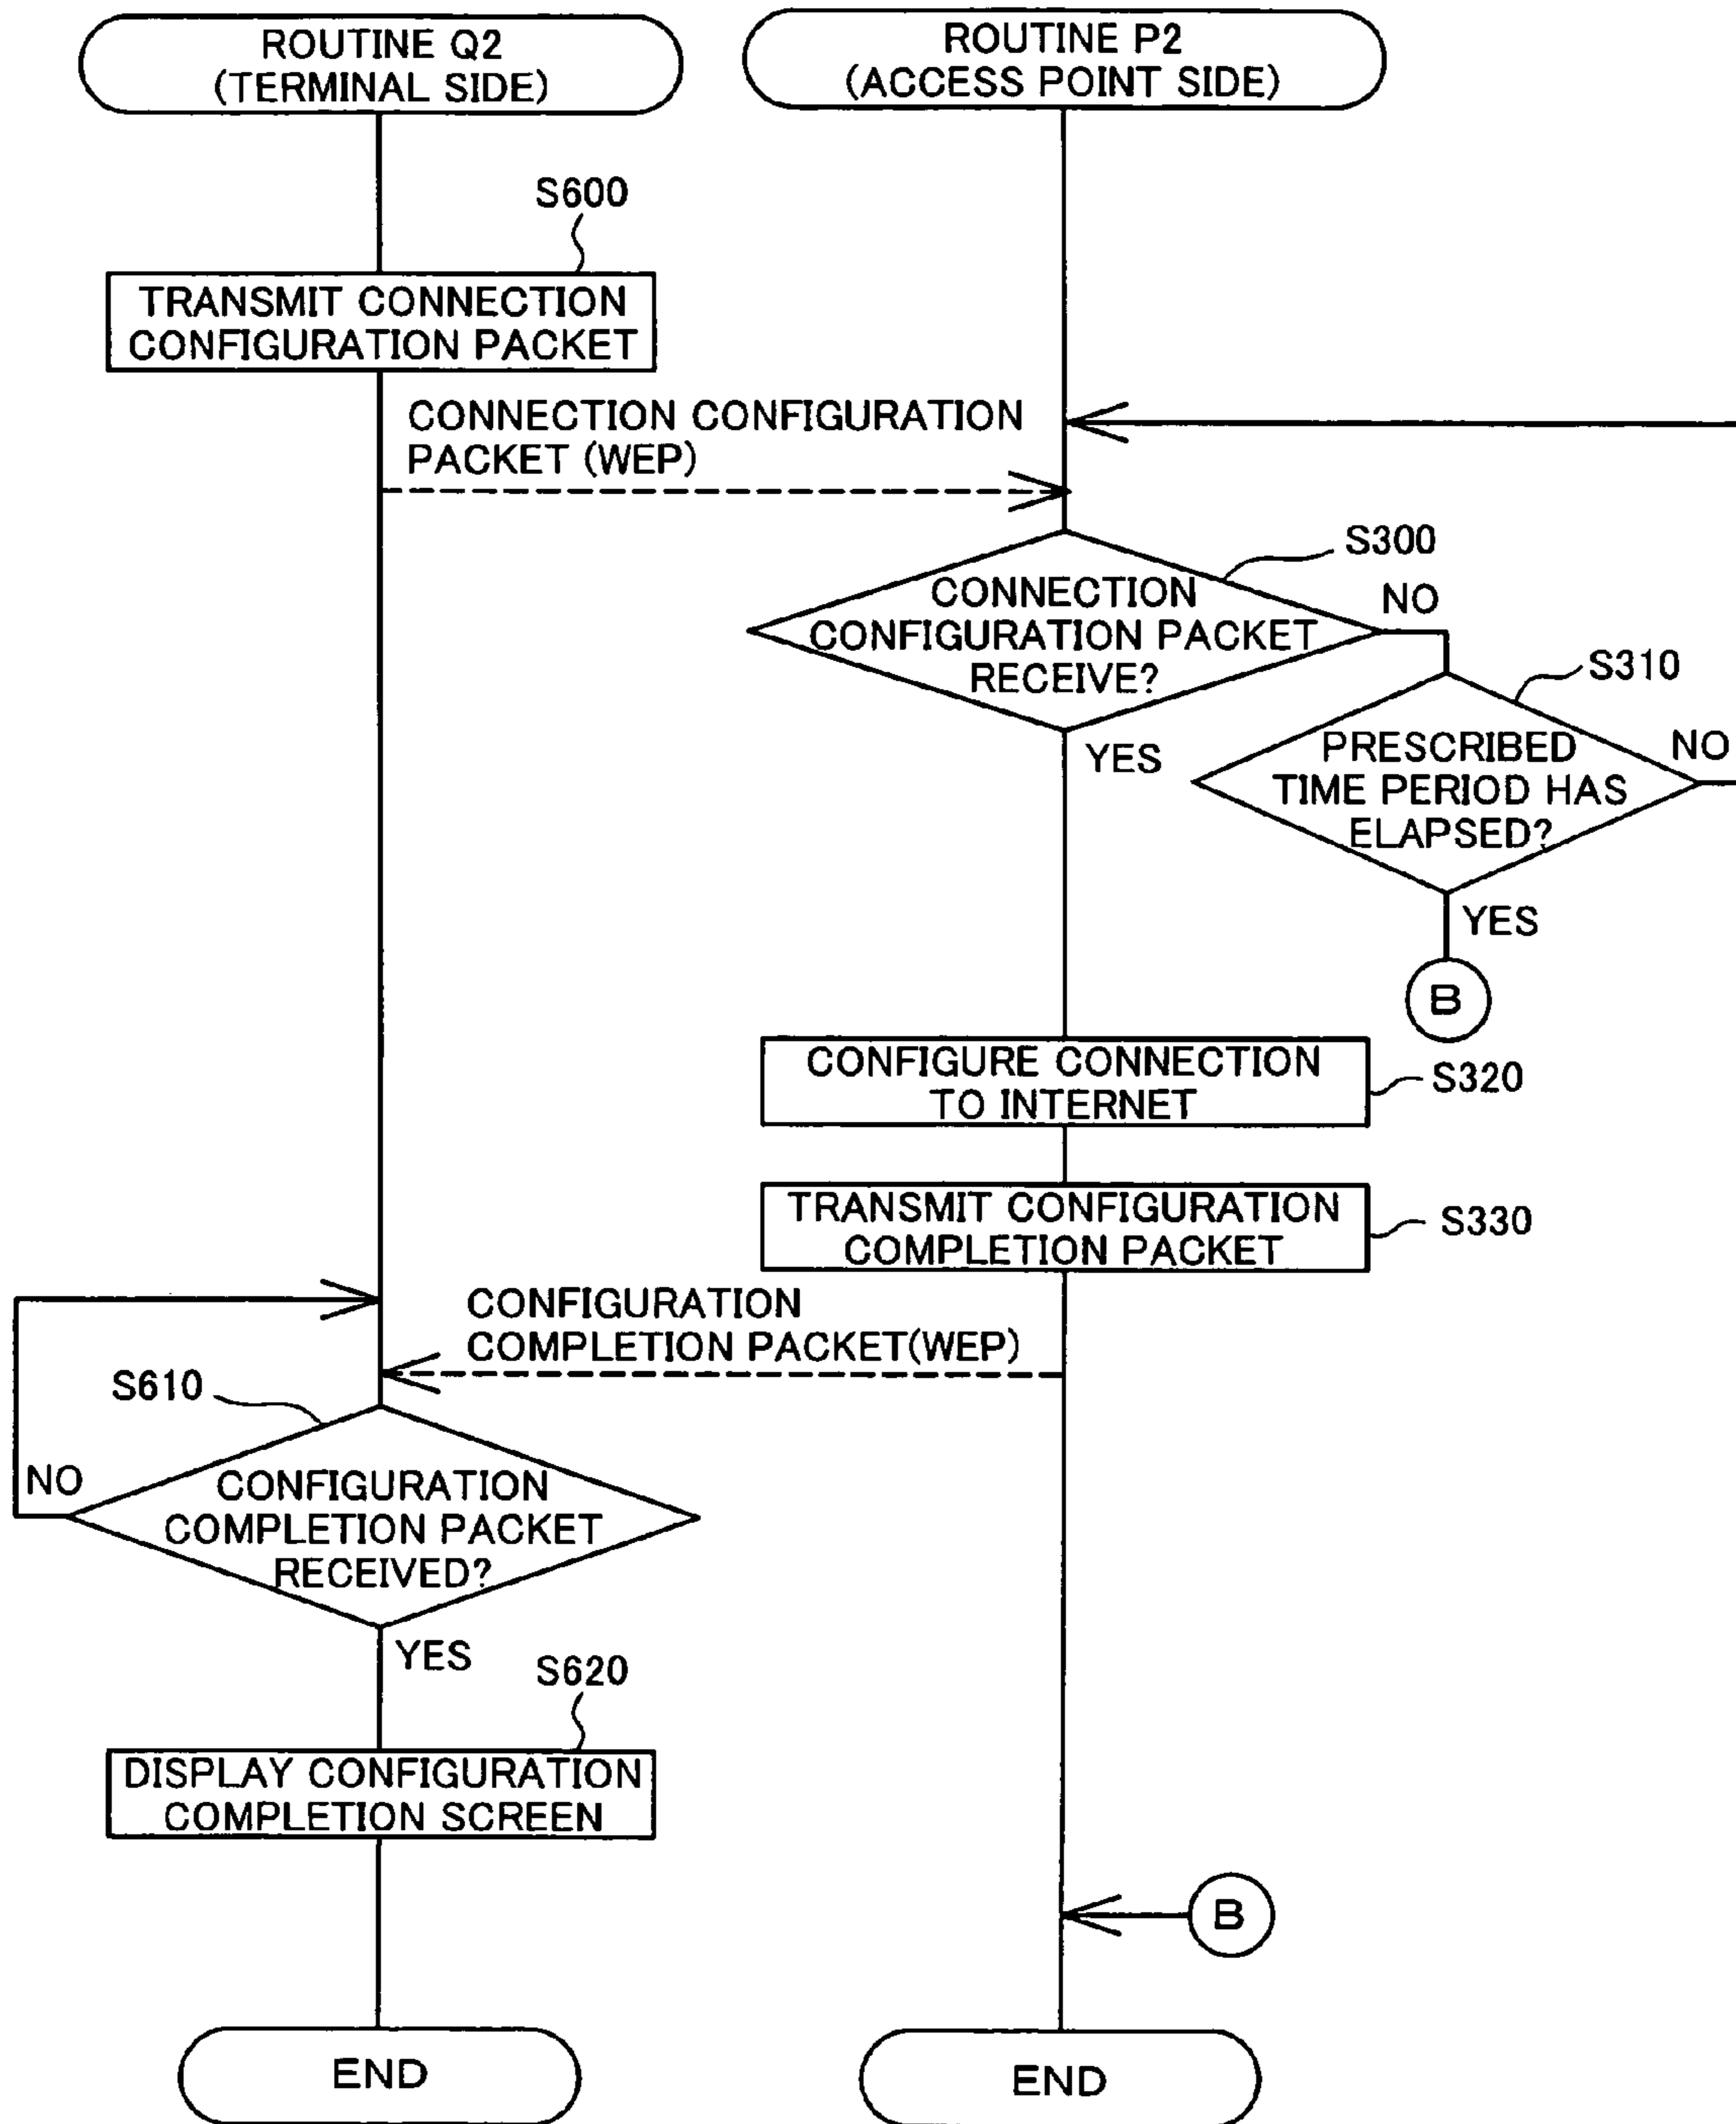 ROUTINE Q2
(TERMINAL SIDE)
ROUTINE P2
(ACCESS POINT SIDE)
S600
TRANSMIT CONNECTION
CONFIGURATION PACKET
CONNECTION CONFIGURATION
PACKET (WEP)
S300
CONNECTION
CONFIGURATION PACKET
RECEIVE?
NO
S310
YES
PRESCRIBED
TIME PERIOD HAS
ELAPSED?
NO
YES
B
CONFIGURE CONNECTION
TO INTERNET
S320
TRANSMIT CONFIGURATION
COMPLETION PACKET
S330
CONFIGURATION
COMPLETION PACKET(WEP)
S610
NO
CONFIGURATION
COMPLETION PACKET
RECEIVED?
YES
S620
DISPLAY CONFIGURATION
COMPLETION SCREEN
B
END
END